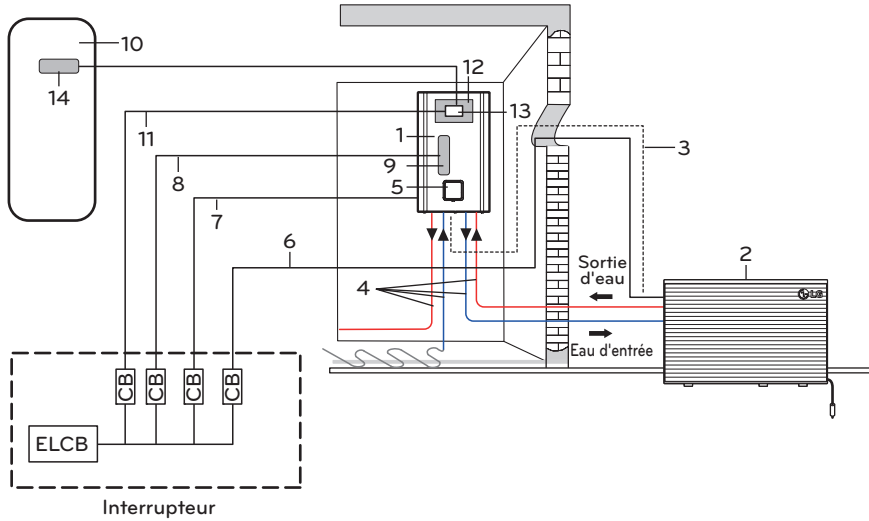 10
12
14
13
11
1
3
8
9
5
7
6
Sortie
d'eau
2
4
LG
Eau d'entrée
CB
CB
CB
CB
ELCB
Interrupteur